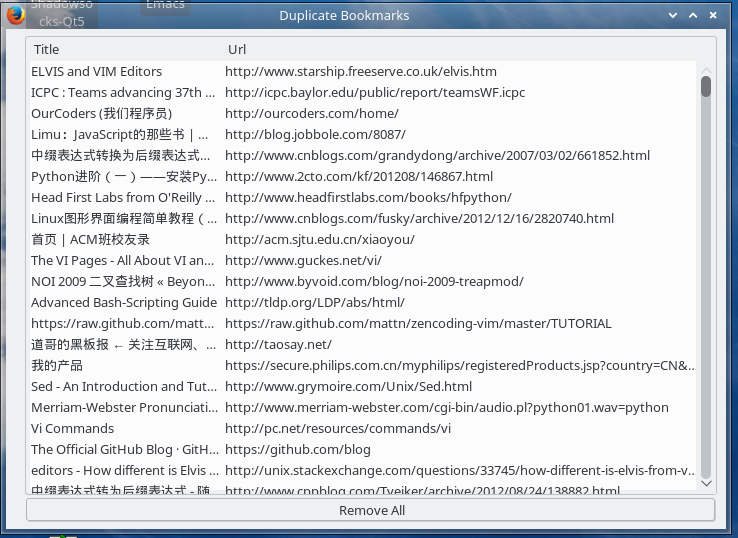 Shadowso
cks-Qt5
Emacs
Duplicate Bookmarks
Title Url
ELVIS and VIM Editors http://www.starship.freeserve.co.uk/elvis.htm
ICPC : Teams advancing 37th ... http://icpc.baylor.edu/public/report/teamsWF.icpc
OurCoders (我们程序员) http://ourcoders.com/home/
Limu：JavaScript的那些书 | ... http://blog.jobbole.com/8087/
中缀表达式转换为后缀表达式... http://www.cnblogs.com/grandydong/archive/2007/03/02/661852.html
Python进阶（一）——安装Py... http://www.2cto.com/kf/201208/146867.html
Head First Labs from O'Reilly ... http://www.headfirstlabs.com/books/hfpython/
Linux图形界面编程简单教程（... http://www.cnblogs.com/fusky/archive/2012/12/16/2820740.html
首页 | ACM班校友录 http://acm.sjtu.edu.cn/xiaoyou/
The VI Pages - All About VI an... http://www.guckes.net/vi/
NOI 2009 二叉查找树 « Beyon... http://www.byvoid.com/blog/noi-2009-treapmod/
Advanced Bash-Scripting Guide http://tldp.org/LDP/abs/html/
https://raw.github.com/matt... https://raw.github.com/mattn/zencoding-vim/master/TUTORIAL
道哥的黑板报 ← 关注互联网、... http://taosay.net/
我的产品 https://secure.philips.com.cn/myphilips/registeredProducts.jsp?country=CN&...
Sed - An Introduction and Tut... http://www.grymoire.com/Unix/Sed.html
Merriam-Webster Pronunciati... http://www.merriam-webster.com/cgi-bin/audio.pl?python01.wav=python
Vi Commands http://pc.net/resources/commands/vi
The Official GitHub Blog · GitH... https://github.com/blog
editors - How different is Elvis ... http://unix.stackexchange.com/questions/33745/how-different-is-elvis-from-v...
中缀表达式转为后缀表达式 - 随... http://www.cppblog.com/Tveiker/archive/2012/08/24/138882.html
Remove All